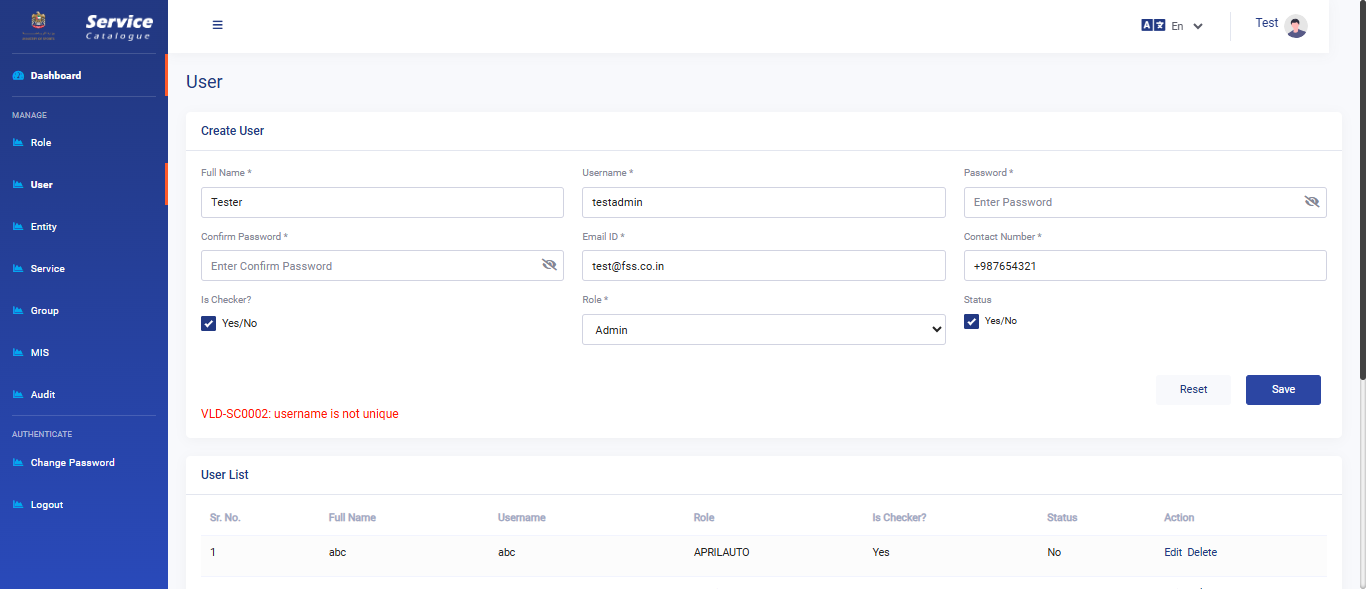 Service
Catalogue
En
Test
Dashboard
MANAGE
Role
User
Entity
Service
Group
MIS
Audit
AUTHENTICATE
Change Password
Logout
User
Create User
Full Name *
Username *
Password *
Tester
testadmin
Enter Password
Confirm Password *
Email ID *
Contact Number *
Enter Confirm Password
test@fss.co.in
+987654321
Is Checker?
Role *
Status
Yes/No
Admin
Yes/No
Reset
Save
VLD-SC0002: username is not unique
User List
Sr. No. Full Name Username Role Is Checker? Status Action
1 abc abc APRILAUTO Yes No Edit Delete